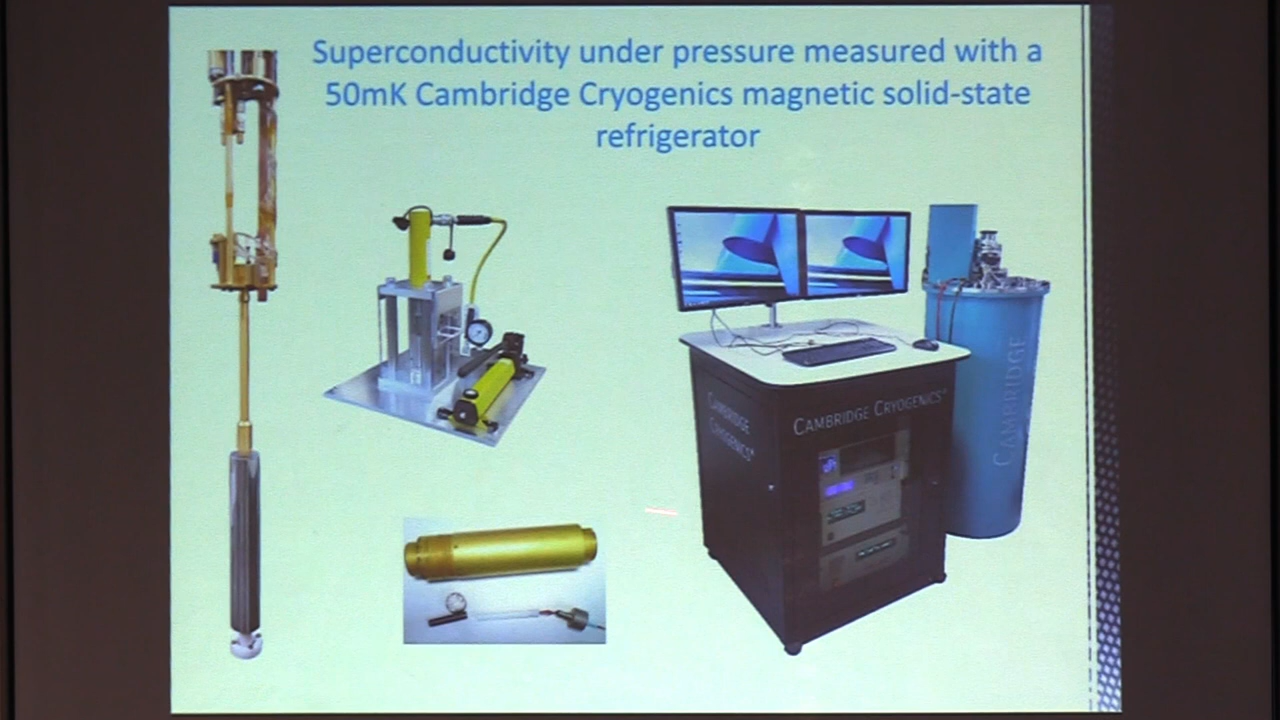 Superconductivity under pressure measured with a
50mK Cambridge Cryogenics magnetic solid-state
refrigerator
CAMBRIDGE
CRYOGENICS
CAMBRIDGE CRYOGENICS
CAMBRIDGE